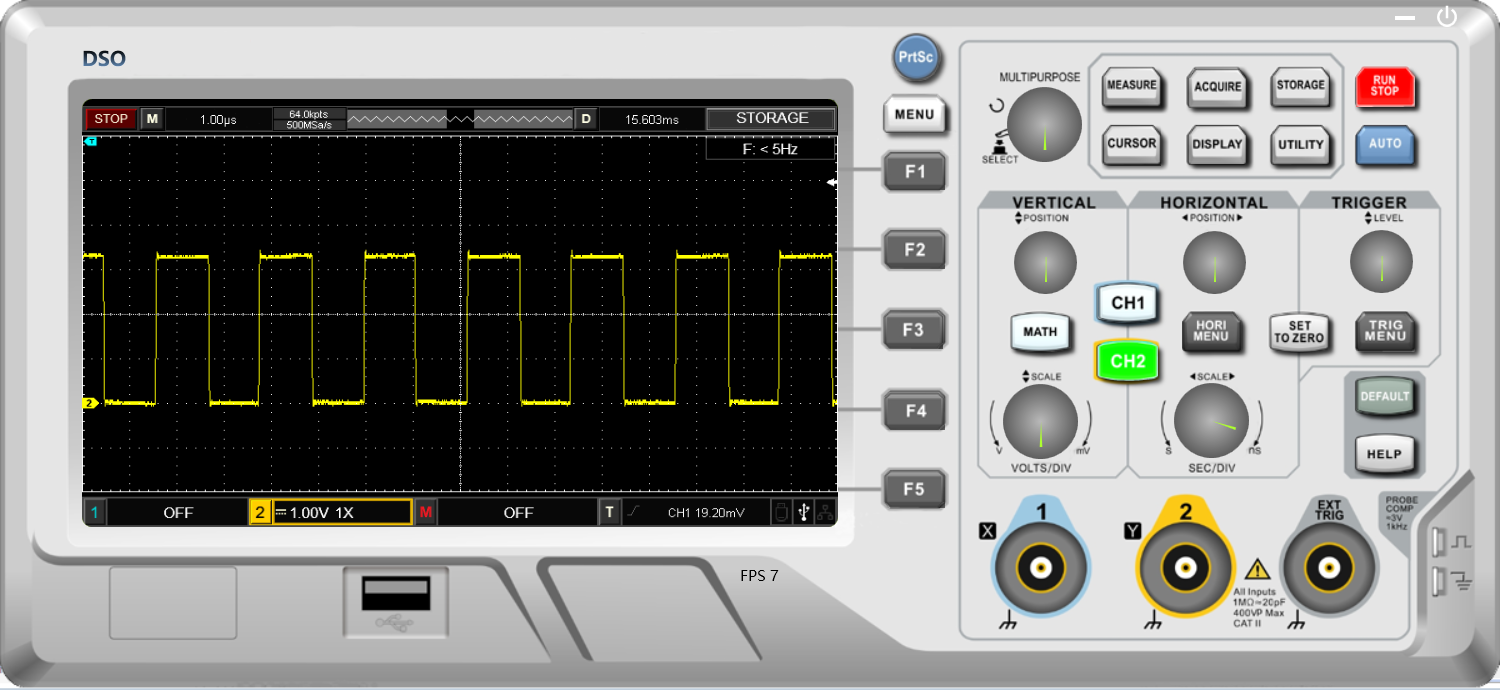 DSO
STOP M 1.00µs 64.0kpts 500MSa/s D 15.603ms STORAGE
T
F: < 5Hz
2
1 OFF 2 1.00V 1X M OFF T CH1 19.20mV
FPS 7
PrtSc
MENU
F1
F2
F3
F4
F5
MULTIPURPOSE
SELECT
MEASURE
ACQUIRE
STORAGE
RUN
STOP
CURSOR
DISPLAY
UTILITY
AUTO
VERTICAL
POSITION
HORIZONTAL
POSITION
TRIGGER
LEVEL
CH1
MATH
HORI
MENU
SET
TO ZERO
TRIG
MENU
CH2
SCALE
V mV
VOLTS/DIV
SCALE
S nS
SEC/DIV
DEFAULT
HELP
X
1
Y
2
EXT
TRIG
All Inputs
1MΩ≃20pF
400VP Max
CAT II
PROBE
COMP
≃3V
1kHz